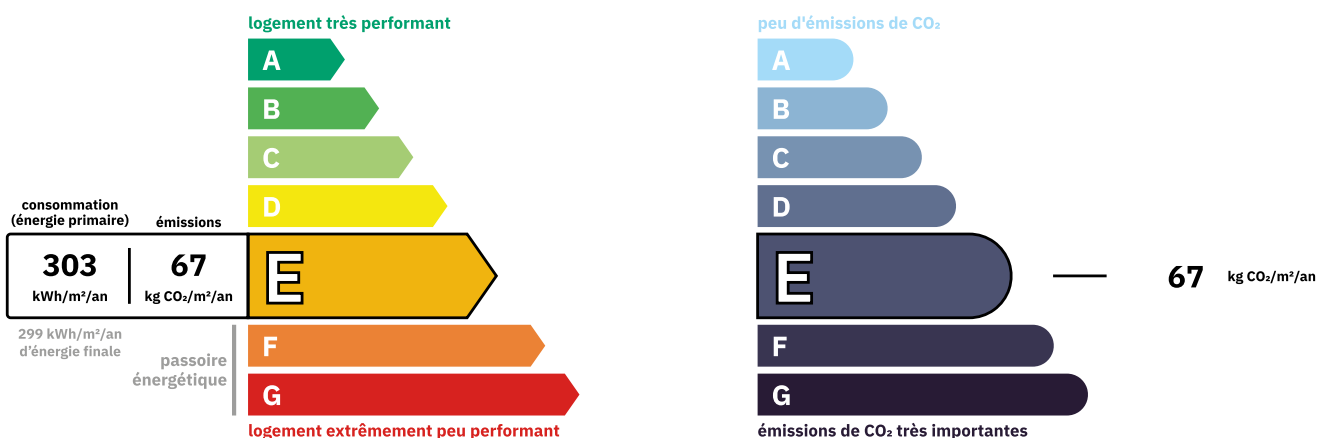 logement très performant
A
B
C
D
consommation
(énergie primaire)
émissions
303
kWh/m²/an
67
kg CO₂/m²/an
E
299 kWh/m²/an
d'énergie finale
passoire
énergétique
F
G
logement extrêmement peu performant
peu d'émissions de CO₂
A
B
C
D
E
67 kg CO₂/m²/an
F
G
émissions de CO₂ très importantes